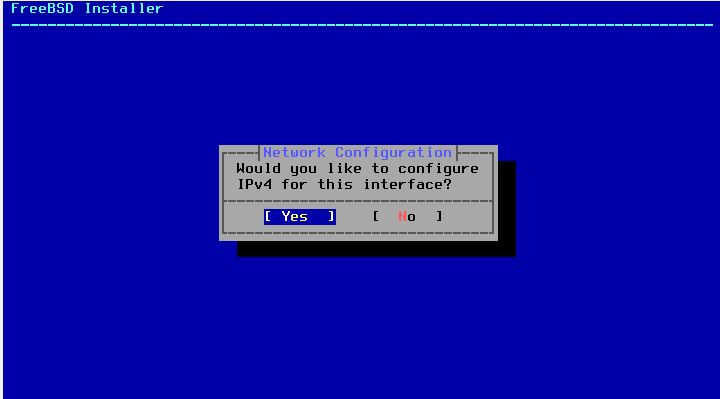 FreeBSD Installer
Network Configuration
Would you like to configure
IPv4 for this interface?
[ Yes ] [ No ]